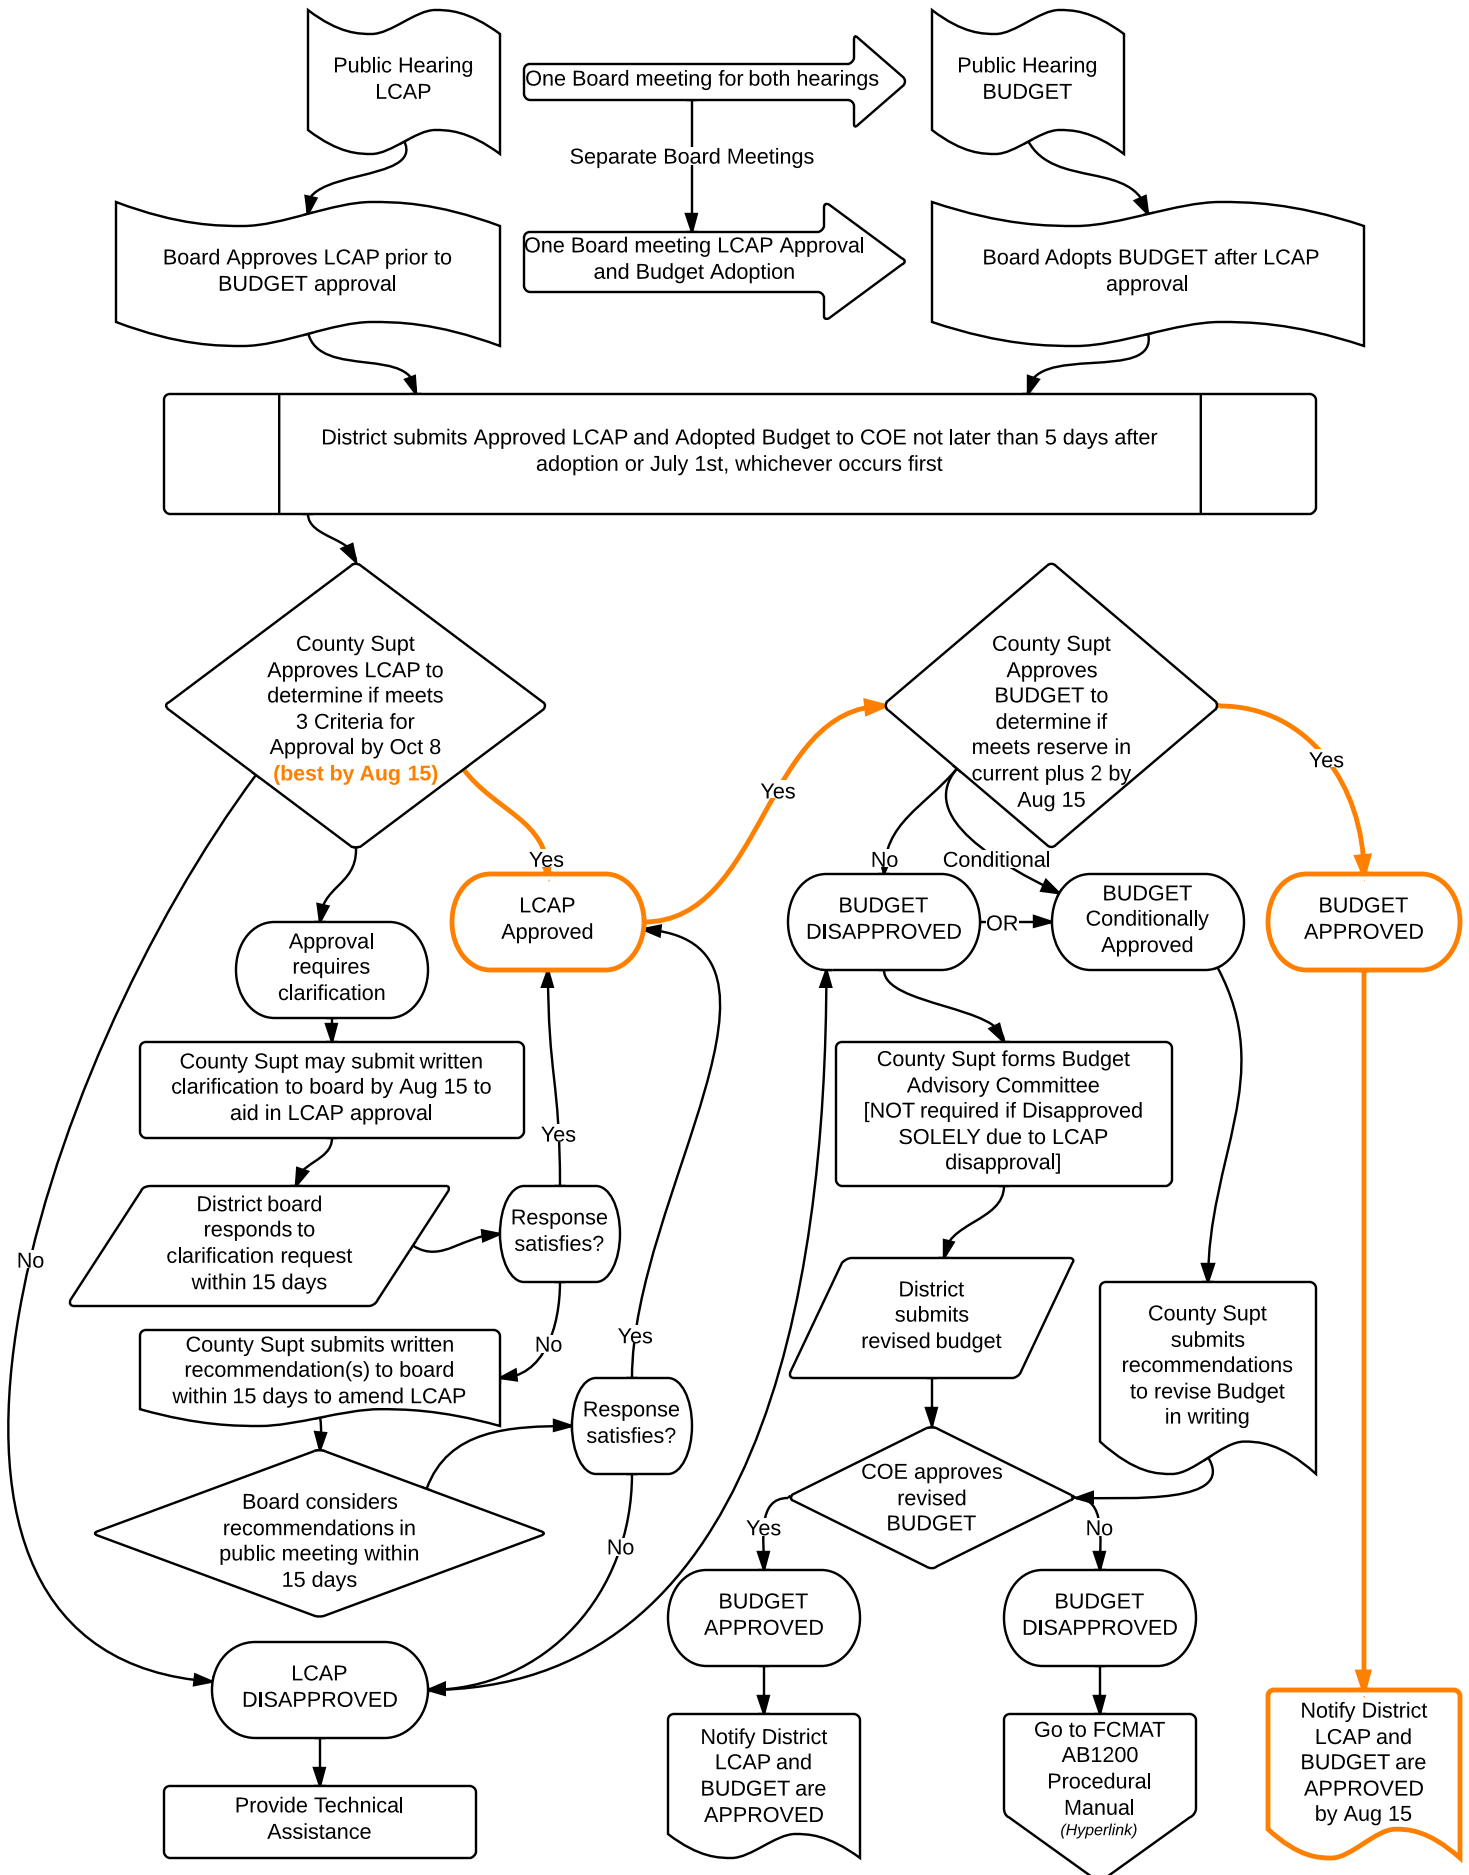 Public Hearing
LCAP
One Board meeting for both hearings
Public Hearing
BUDGET
Separate Board Meetings
Board Approves LCAP prior to
BUDGET approval
One Board meeting LCAP Approval
and Budget Adoption
Board Adopts BUDGET after LCAP
approval
District submits Approved LCAP and Adopted Budget to COE not later than 5 days after
adoption or July 1st, whichever occurs first
County Supt
Approves LCAP to
determine if meets
3 Criteria for
Approval by Oct 8
(best by Aug 15)
County Supt
Approves
BUDGET to
determine if
meets reserve in
current plus 2 by
Aug 15
Yes
Yes
Yes
No
Conditional
LCAP
Approved
BUDGET
DISAPPROVED
OR
BUDGET
Conditionally
Approved
BUDGET
APPROVED
Approval
requires
clarification
County Supt may submit written
clarification to board by Aug 15 to
aid in LCAP approval
County Supt forms Budget
Advisory Committee
[NOT required if Disapproved
SOLELY due to LCAP
disapproval]
Yes
District board
responds to
clarification request
within 15 days
Response
satisfies?
No
District
submits
revised budget
County Supt
submits
recommendations
to revise Budget
in writing
No
Yes
County Supt submits written
recommendation(s) to board
within 15 days to amend LCAP
Response
satisfies?
Board considers
recommendations in
public meeting within
15 days
No
COE approves
revised
BUDGET
Yes
No
BUDGET
APPROVED
BUDGET
DISAPPROVED
LCAP
DISAPPROVED
Provide Technical
Assistance
Notify District
LCAP and
BUDGET are
APPROVED
Go to FCMAT
AB1200
Procedural
Manual
(Hyperlink)
Notify District
LCAP and
BUDGET are
APPROVED
by Aug 15